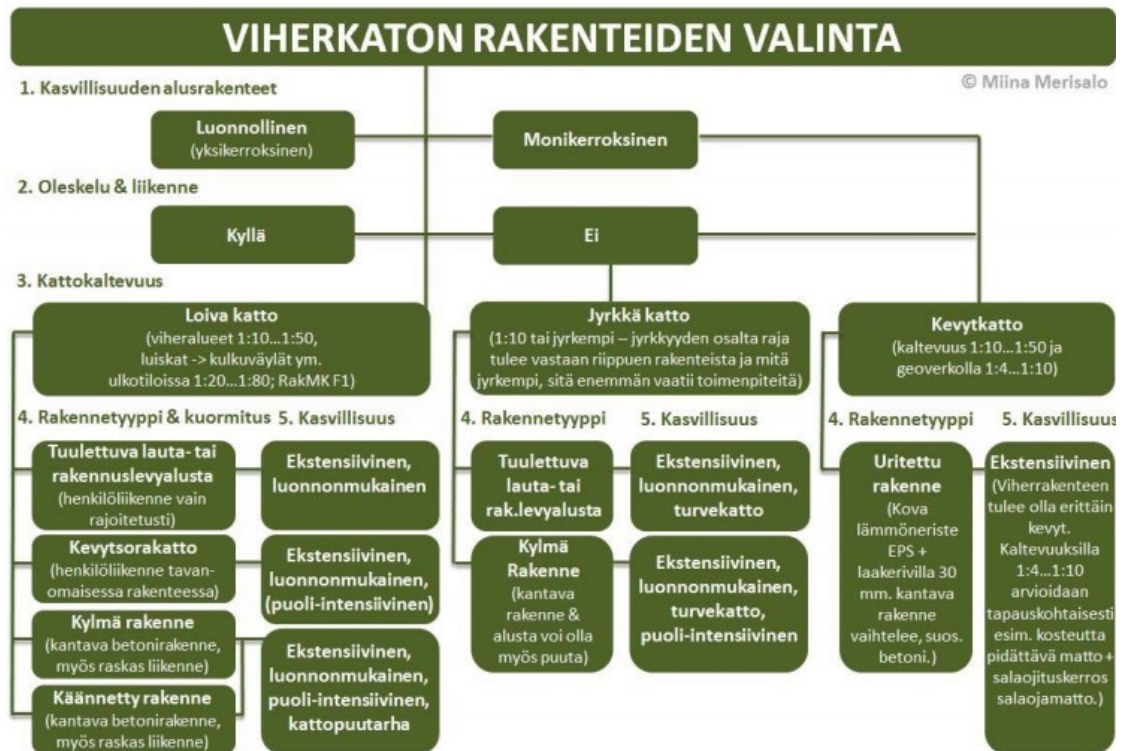 VIHERKATON RAKENTEIDEN VALINTA
© Miina Merisalo
1. Kasvillisuuden alusrakenteet
Luonnollinen
(yksikerroksinen)
Monikerroksinen
2. Oleskelu & liikenne
Kyllä
Ei
3. Kattokaltevuus
Loiva katto
(viheralueet 1:10...1:50,
luiskat -> kulkuväylät ym.
ulkotiloissa 1:20...1:80; RakMK F1)
Jyrkkä katto
(1:10 tai jyrkempi – jyrkkyyden osalta raja
tulee vastaan riippuen rakenteista ja mitä
jyrkempi, sitä enemmän vaatii toimenpiteitä)
Kevytkatto
(kaltevuus 1:10...1:50 ja
geoverkolla 1:4...1:10)
4. Rakennetyyppi & kuormitus
5. Kasvillisuus
Tuulettuva lauta- tai
rakennuslevyalusta
(henkilöliikenne vain
rajoitetusti)
Ekstensiivinen,
luonnonmukainen
Kevytsorakatto
(henkilöliikenne tavan-
omaisessa rakenteessa)
Ekstensiivinen,
luonnonmukainen,
(puoli-intensiivinen)
Kylmä rakenne
(kantava betonirakenne,
myös raskas liikenne)
Käännetty rakenne
(kantava betonirakenne,
myös raskas liikenne)
Ekstensiivinen,
luonnonmukainen,
puoli-intensiivinen,
kattopuutarha
4. Rakennetyyppi
5. Kasvillisuus
Tuulettuva
lauta- tai
rak.levyalusta
Ekstensiivinen,
luonnonmukainen,
turvekatto
Kylmä
Rakenne
(kantava
rakenne &
alusta voi olla
myös puuta)
Ekstensiivinen,
luonnonmukainen,
turvekatto,
puoli-intensiivinen
4. Rakennetyyppi
5. Kasvillisuus
Uritettu
rakenne
(Kova
lämmöneriste
EPS +
laakerivilla 30
mm. kantava
rakenne
vaihtelee, suos.
betoni.)
Ekstensiivinen
(Viherrakenteen
tulee olla erittäin
kevyt.
Kaltevuuksilla
1:4...1:10
arvioidaan
tapauskohtaisesti
esim. kosteutta
pidättävä matto +
salaojituskerros
salaojamatto.)